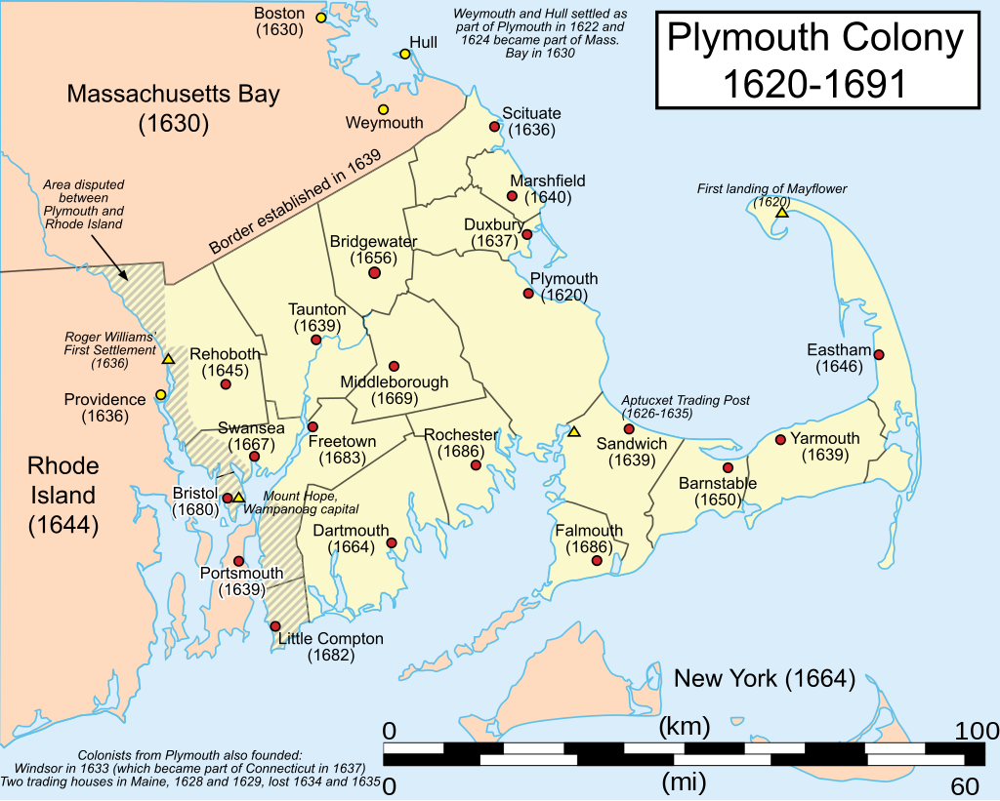 Plymouth Colony
1620-1691
Boston
(1630)
Weymouth and Hull settled as
part of Plymouth in 1622 and
1624 became part of Mass.
Bay in 1630
Hull
Massachusetts Bay
(1630)
Weymouth
Scituate
(1636)
Border established in 1639
Area disputed
between
Plymouth and
Rhode Island
Marshfield
(1640)
First landing of Mayflower
(1620)
Duxbury
(1637)
Bridgewater
(1656)
Plymouth
(1620)
Taunton
(1639)
Roger Williams'
First Settlement
(1636)
Rehoboth
(1645)
Eastham
(1646)
Middleborough
(1669)
Providence
(1636)
Aptucxet Trading Post
(1626-1635)
Swansea
(1667)
Freetown
(1683)
Rochester
(1686)
Sandwich
(1639)
Yarmouth
(1639)
Rhode
Island
(1644)
Barnstable
(1650)
Bristol
(1680)
Mount Hope,
Wampanoag capital
Dartmouth
(1664)
Falmouth
(1686)
Portsmouth
(1639)
Little Compton
(1682)
New York (1664)
0
(km)
100
0
(mi)
60
Colonists from Plymouth also founded:
Windsor in 1633 (which became part of Connecticut in 1637)
Two trading houses in Maine, 1628 and 1629, lost 1634 and 1635